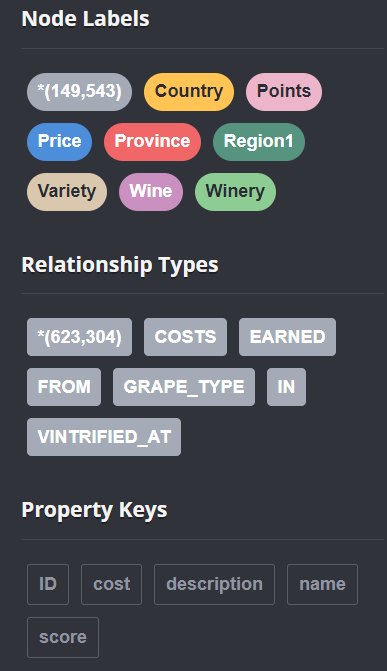 Node Labels
*(149,543) Country Points
Price Province Region1
Variety Wine Winery
Relationship Types
*(623,304) COSTS EARNED
FROM GRAPE_TYPE IN
VINTRIFIED_AT
Property Keys
ID cost description name
score